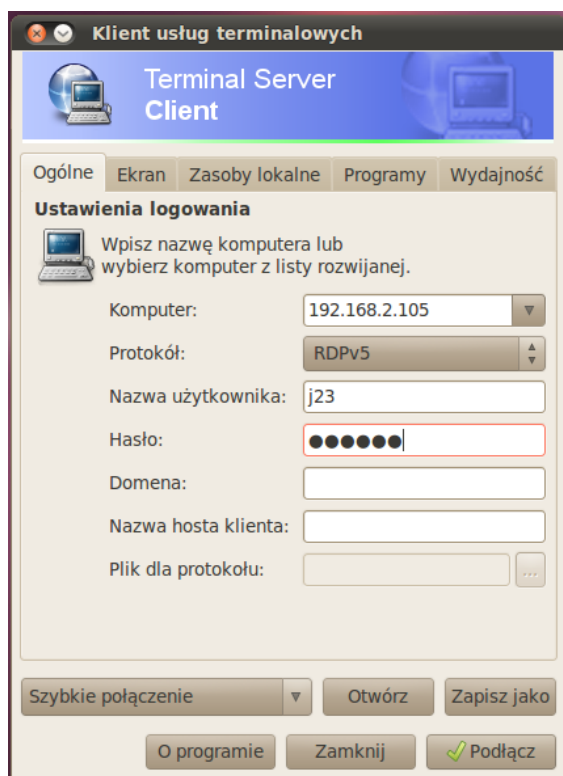 Klient usług terminalowych
Terminal Server
Client
Ogólne Ekran Zasoby lokalne Programy Wydajność
Ustawienia logowania
Wpisz nazwę komputera lub
wybierz komputer z listy rozwijanej.
Komputer: 192.168.2.105
Protokół: RDPv5
Nazwa użytkownika: j23
Hasło: ●●●●●●
Domena:
Nazwa hosta klienta:
Plik dla protokołu: ...
Szybkie połączenie Otwórz Zapisz jako
O programie Zamknij Podłącz